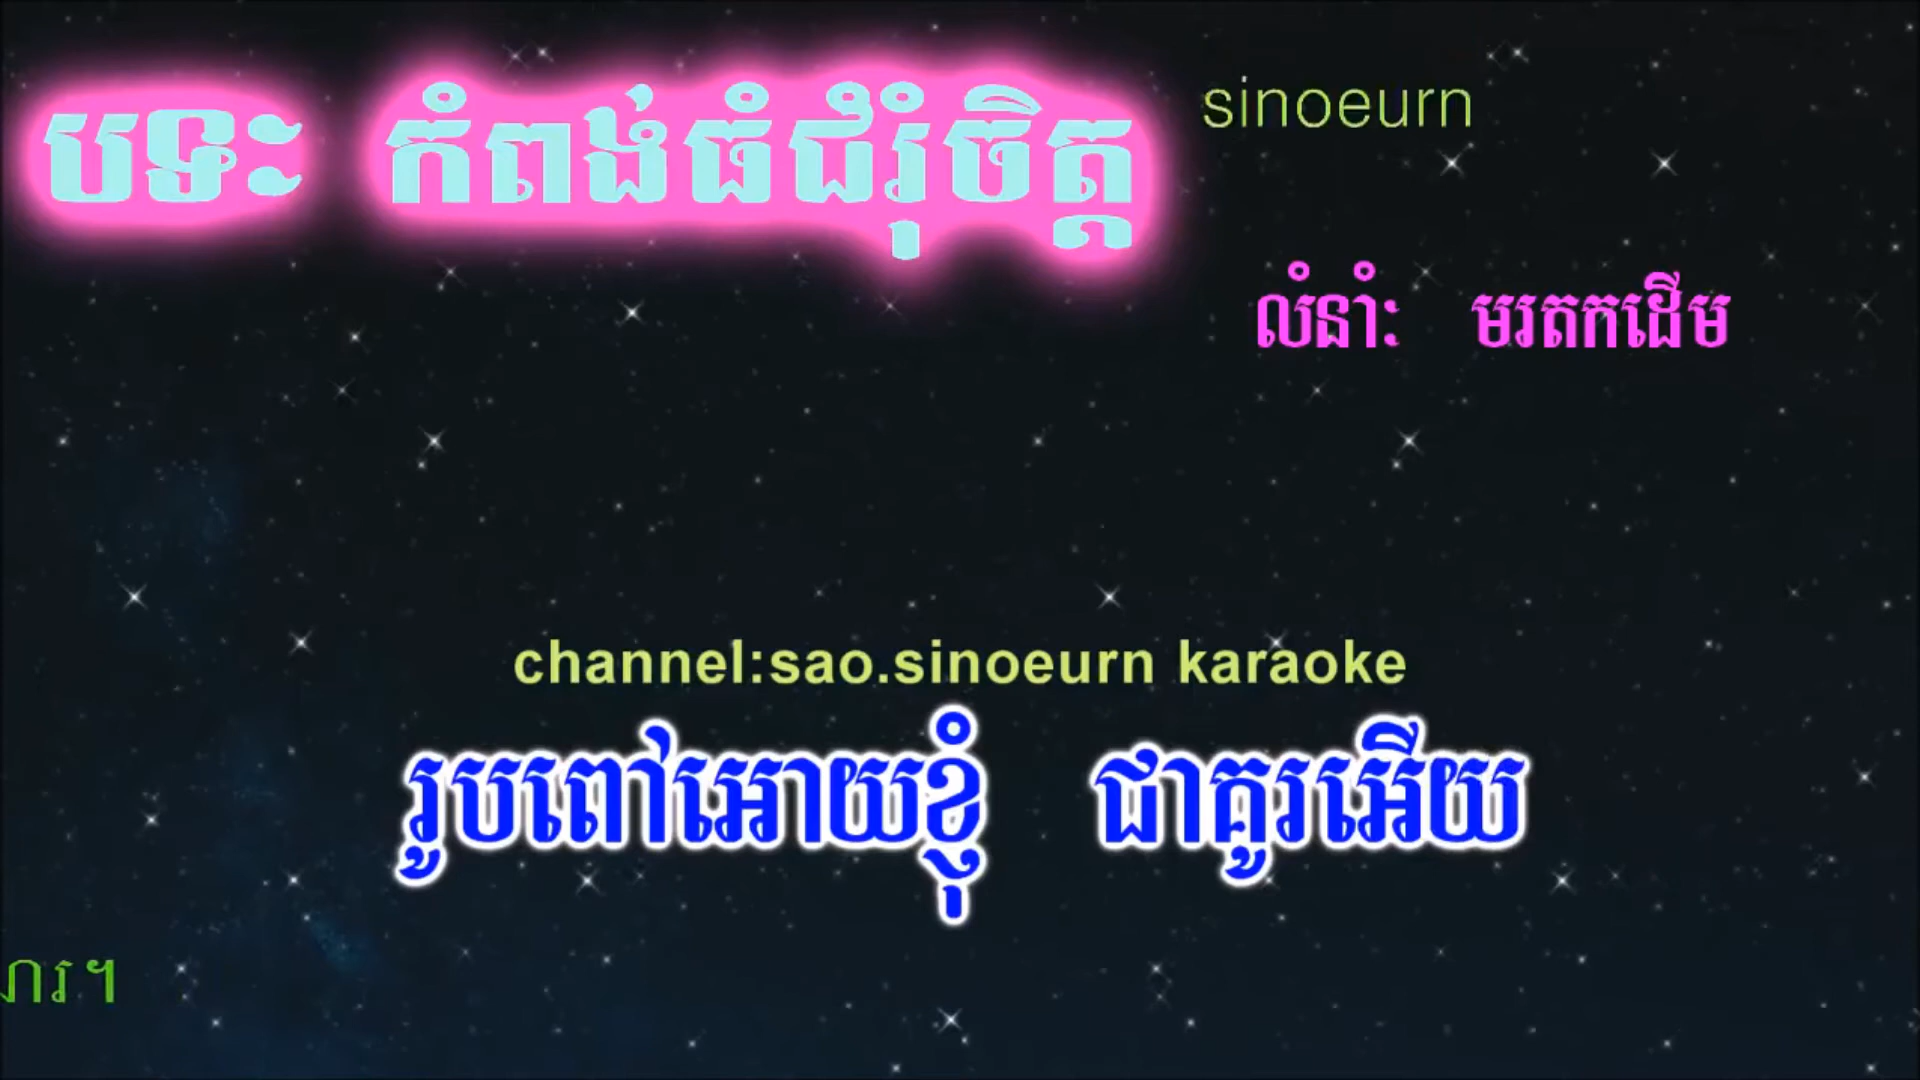 បទះ កំពង់ធំជំរុំចិត្ត
sinoeurn
លំនាំះ មរតកដើម
channel:sao.sinoeurn karaoke
រូបពៅអោយខ្ញុំ ជាគូរអើយ